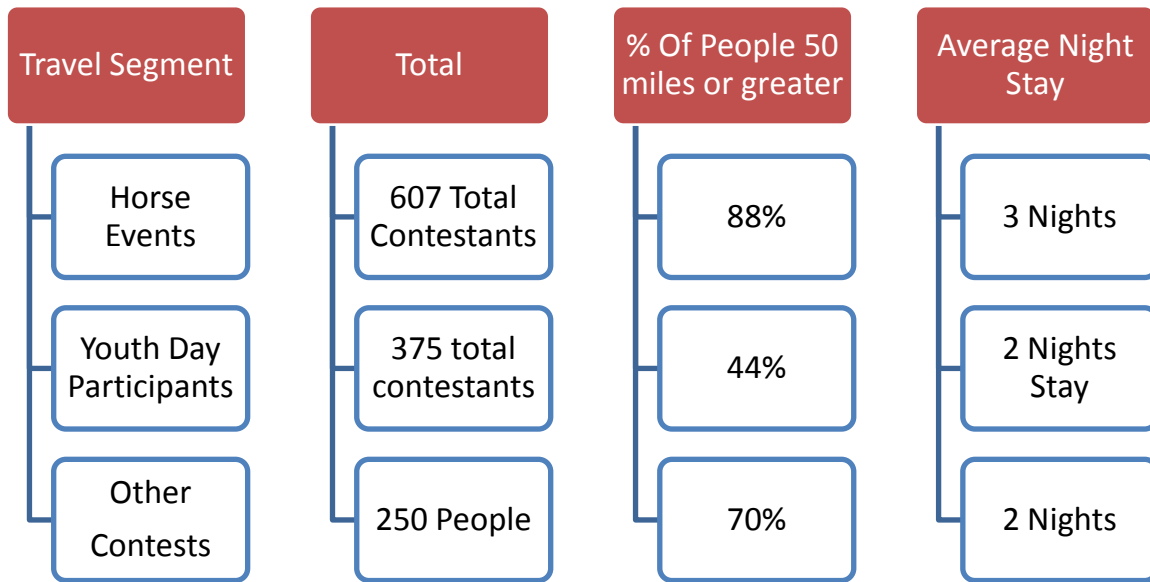 Travel Segment
Horse
Events
Youth Day
Participants
Other
Contests
Total
607 Total
Contestants
375 total
contestants
250 People
% Of People 50
miles or greater
88%
44%
70%
Average Night
Stay
3 Nights
2 Nights
Stay
2 Nights